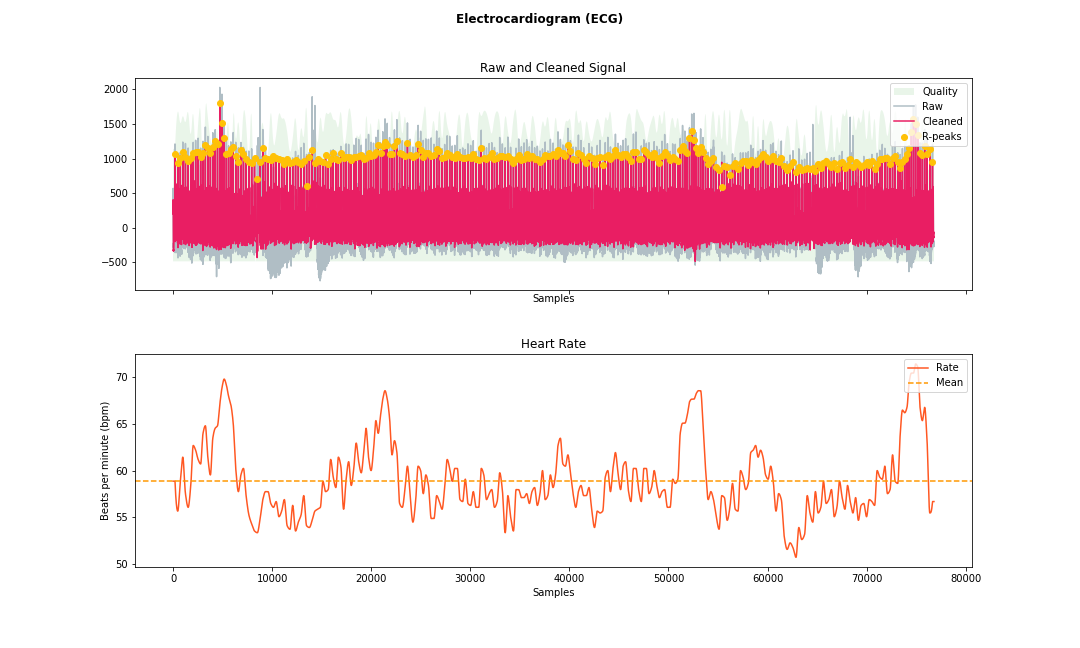 Electrocardiogram (ECG)
Raw and Cleaned Signal
2000
1500
1000
500
0
−500
Quality
Raw
Cleaned
R-peaks
Samples
Heart Rate
Beats per minute (bpm)
70
65
60
55
50
Rate
Mean
0 10000 20000 30000 40000 50000 60000 70000 80000
Samples